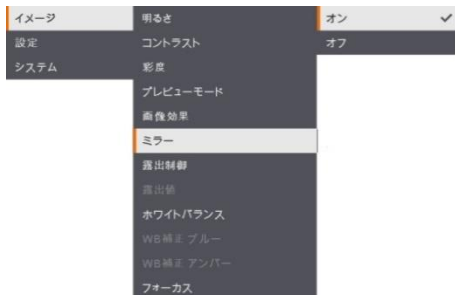 イメージ
設定
システム
明るさ
コントラスト
彩度
プレビューモード
画像効果
ミラー
露出制御
露出値
ホワイトバランス
WB補正 ブルー
WB補正 アンバー
フォーカス
オン
オフ